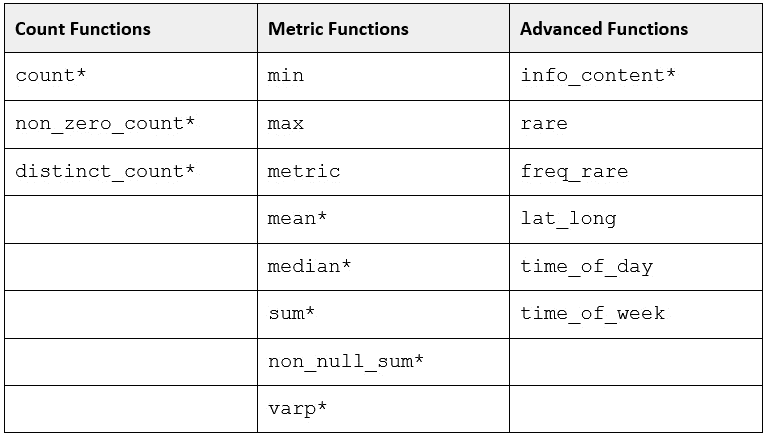 Count Functions Metric Functions Advanced Functions
count* min info_content*
non_zero_count* max rare
distinct_count* metric freq_rare
mean* lat_long
median* time_of_day
sum* time_of_week
non_null_sum*
varp*